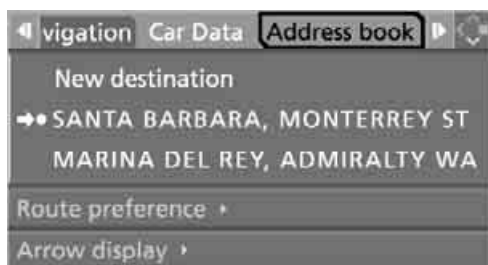 vigation Car Data Address book
New destination
SANTA BARBARA, MONTERREY ST
MARINA DEL REY, ADMIRALTY WA
Route preference
Arrow display